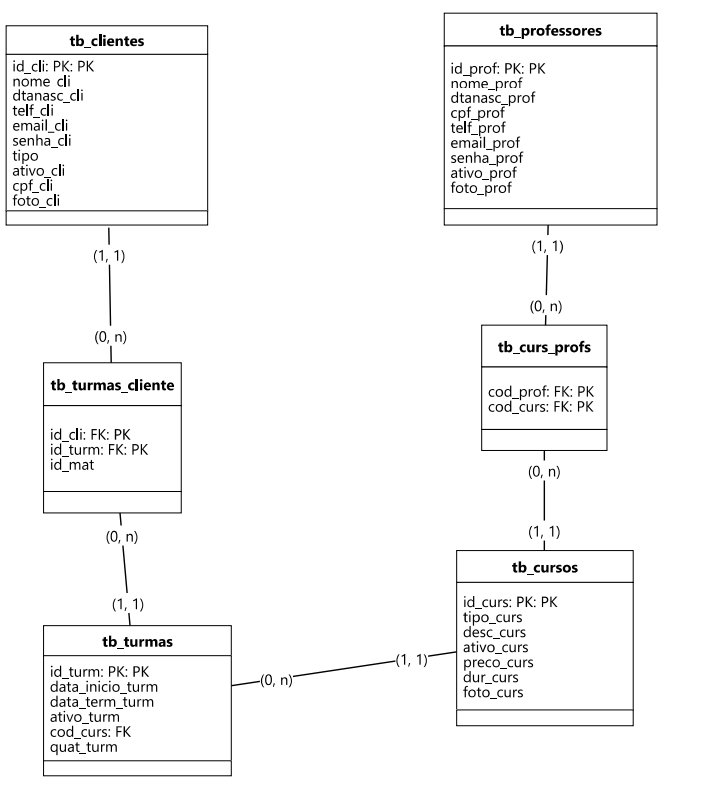 tb_clientes
id_cli: PK: PK
nome_cli
dtanasc_cli
telf_cli
email_cli
senha_cli
tipo
ativo_cli
cpf_cli
foto_cli
(1, 1)
(0, n)
tb_turmas_cliente
id_cli: FK: PK
id_turm: FK: PK
id_mat
(0, n)
(1, 1)
tb_turmas
id_turm: PK: PK
data_inicio_turm
data_term_turm
ativo_turm
cod_curs: FK
quat_turm
(0, n)
(1, 1)
tb_professores
id_prof: PK: PK
nome_prof
dtanasc_prof
cpf_prof
telf_prof
email_prof
senha_prof
ativo_prof
foto_prof
(1, 1)
(0, n)
tb_curs_profs
cod_prof: FK: PK
cod_curs: FK: PK
(0, n)
(1, 1)
tb_cursos
id_curs: PK: PK
tipo_curs
desc_curs
ativo_curs
preco_curs
dur_curs
foto_curs